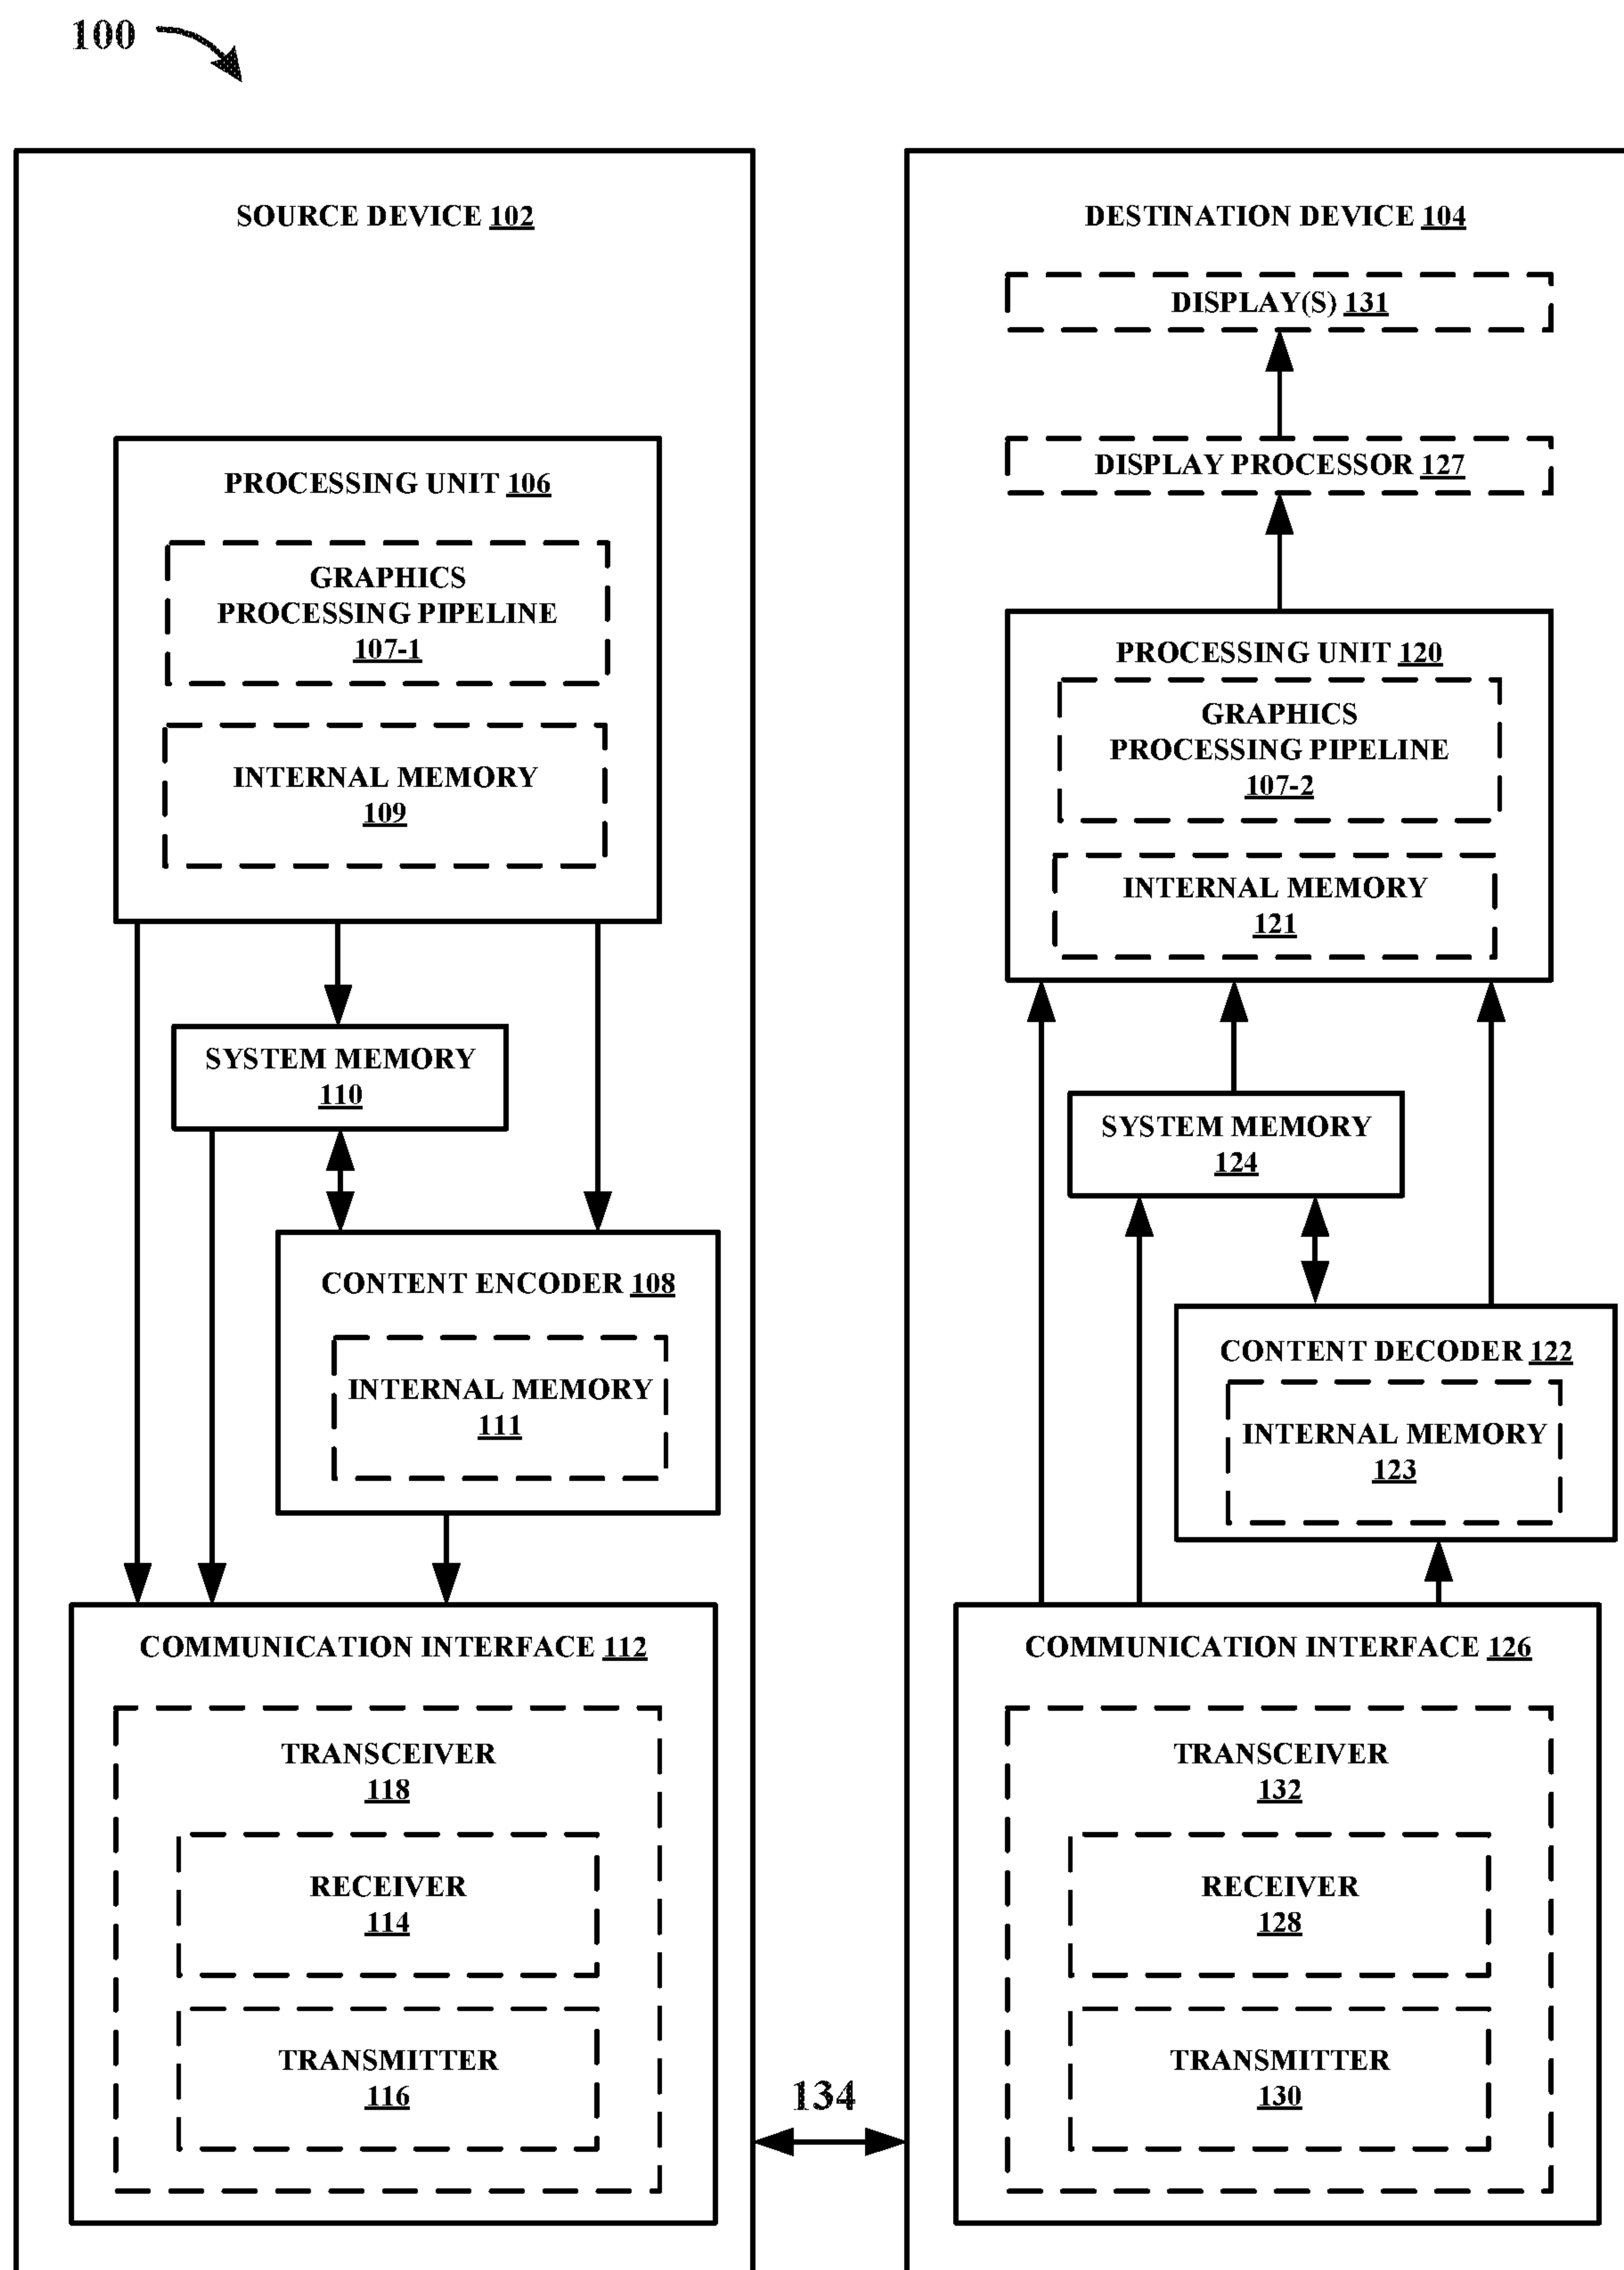 100
SOURCE DEVICE 102
PROCESSING UNIT 106
GRAPHICS
PROCESSING PIPELINE
107-1
INTERNAL MEMORY
109
SYSTEM MEMORY
110
CONTENT ENCODER 108
INTERNAL MEMORY
111
COMMUNICATION INTERFACE 112
TRANSCEIVER
118
RECEIVER
114
TRANSMITTER
116
134
DESTINATION DEVICE 104
DISPLAY(S) 131
DISPLAY PROCESSOR 127
PROCESSING UNIT 120
GRAPHICS
PROCESSING PIPELINE
107-2
INTERNAL MEMORY
121
SYSTEM MEMORY
124
CONTENT DECODER 122
INTERNAL MEMORY
123
COMMUNICATION INTERFACE 126
TRANSCEIVER
132
RECEIVER
128
TRANSMITTER
130